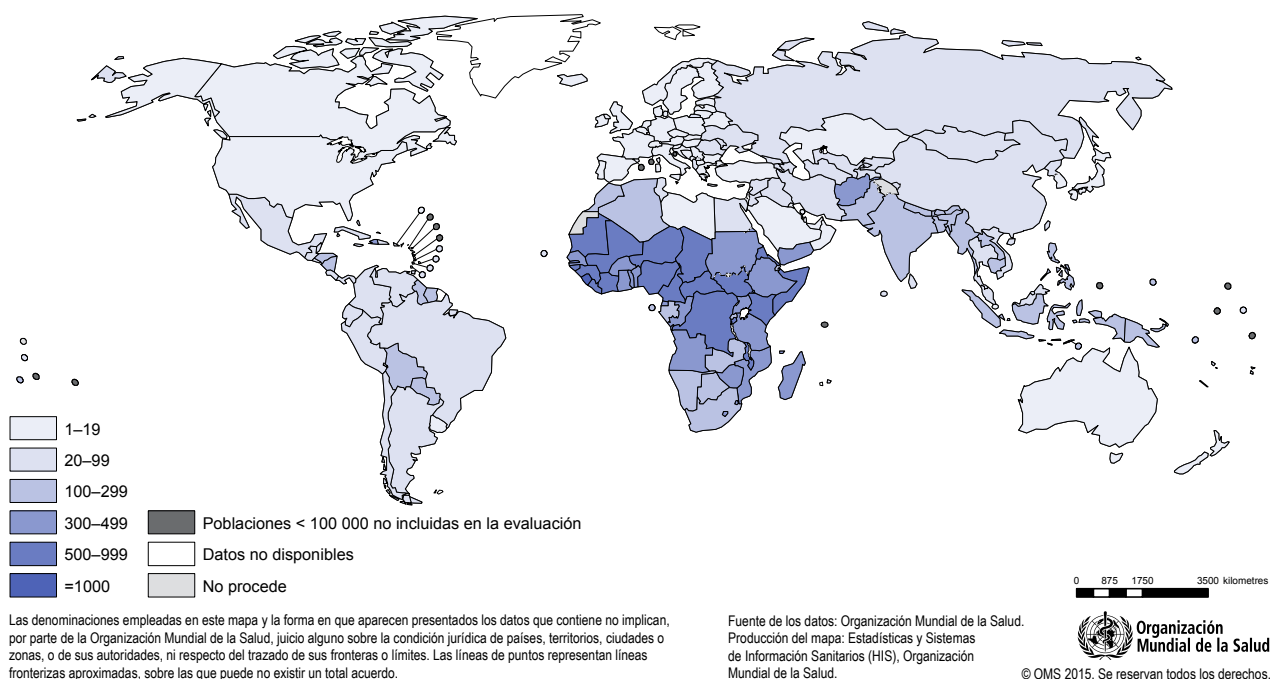 1–19
20–99
100–299
300–499
500–999
=1000
Poblaciones < 100 000 no incluidas en la evaluación
Datos no disponibles
No procede
0 875 1750 3500 kilometres
Las denominaciones empleadas en este mapa y la forma en que aparecen presentados los datos que contiene no implican,
por parte de la Organización Mundial de la Salud, juicio alguno sobre la condición jurídica de países, territorios, ciudades o
zonas, o de sus autoridades, ni respecto del trazado de sus fronteras o límites. Las líneas de puntos representan líneas
fronterizas aproximadas, sobre las que puede no existir un total acuerdo.
Fuente de los datos: Organización Mundial de la Salud.
Producción del mapa: Estadísticas y Sistemas
de Información Sanitarios (HIS), Organización
Mundial de la Salud.
Organización
Mundial de la Salud
© OMS 2015. Se reservan todos los derechos.